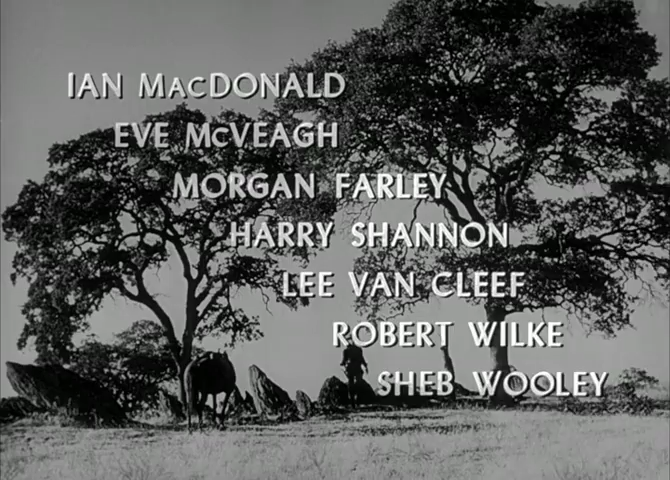 IAN MacDONALD
EVE McVEAGH
MORGAN FARLEY
HARRY SHANNON
LEE VAN CLEEF
ROBERT WILKE
SHEB WOOLEY